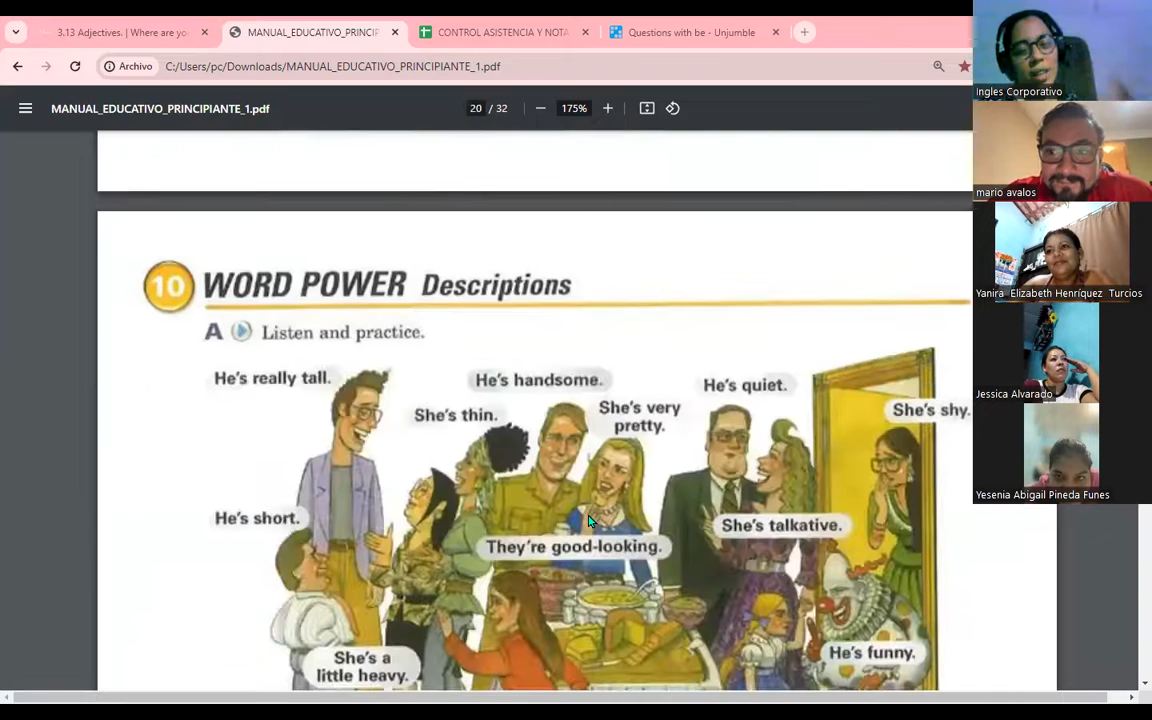 3.13 Adjectives. | Where are yo
MANUAL_EDUCATIVO_PRINCIP
CONTROL ASISTENCIA Y NOTA
Questions with be - Unjumble
Archivo
C:/Users/pc/Downloads/MANUAL_EDUCATIVO_PRINCIPIANTE_1.pdf
MANUAL_EDUCATIVO_PRINCIPIANTE_1.pdf
20 / 32
175%
10 WORD POWER Descriptions
A Listen and practice.
He's really tall.
He's handsome.
He's quiet.
She's thin.
She's very
pretty.
She's shy.
He's short.
She's talkative.
They're good-looking.
She's a
little heavy.
He's funny.
Ingles Corporativo
mario avalos
Yanira Elizabeth Henríquez Turcios
Jessica Alvarado
Yesenia Abigail Pineda Funes